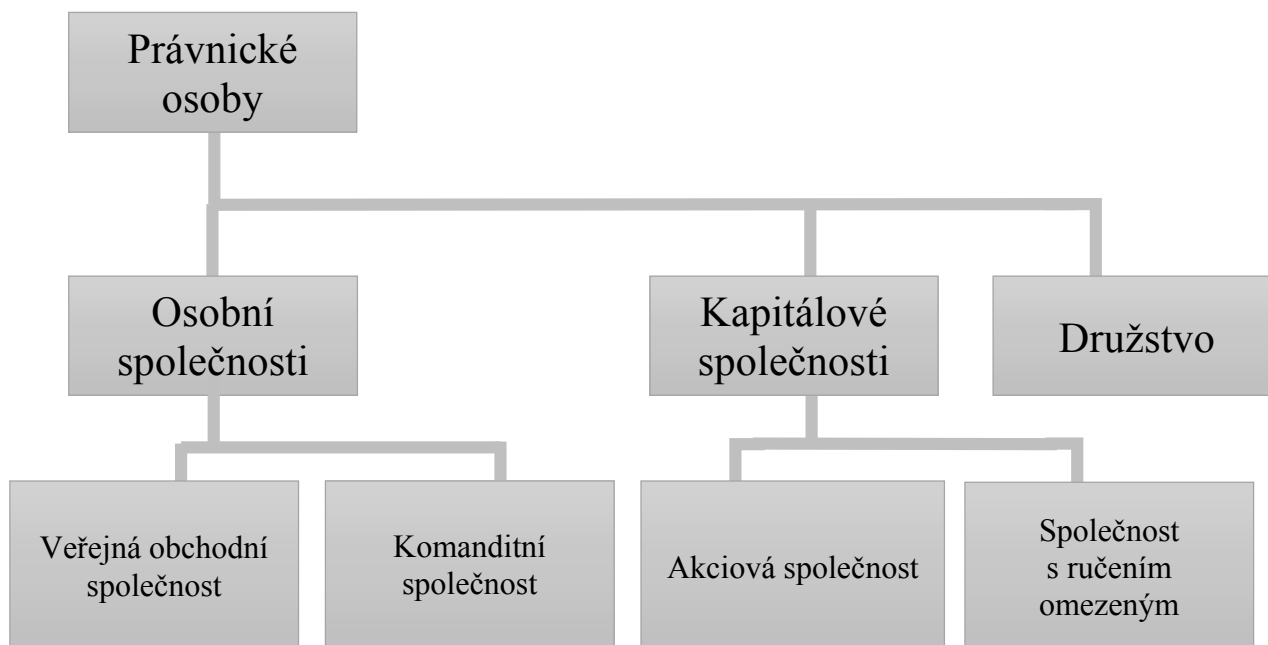 Právnické
osoby
Osobní
společnosti
Kapitálové
společnosti
Družstvo
Veřejná obchodní
společnost
Komanditní
společnost
Akciová společnost
Společnost
s ručením
omezeným